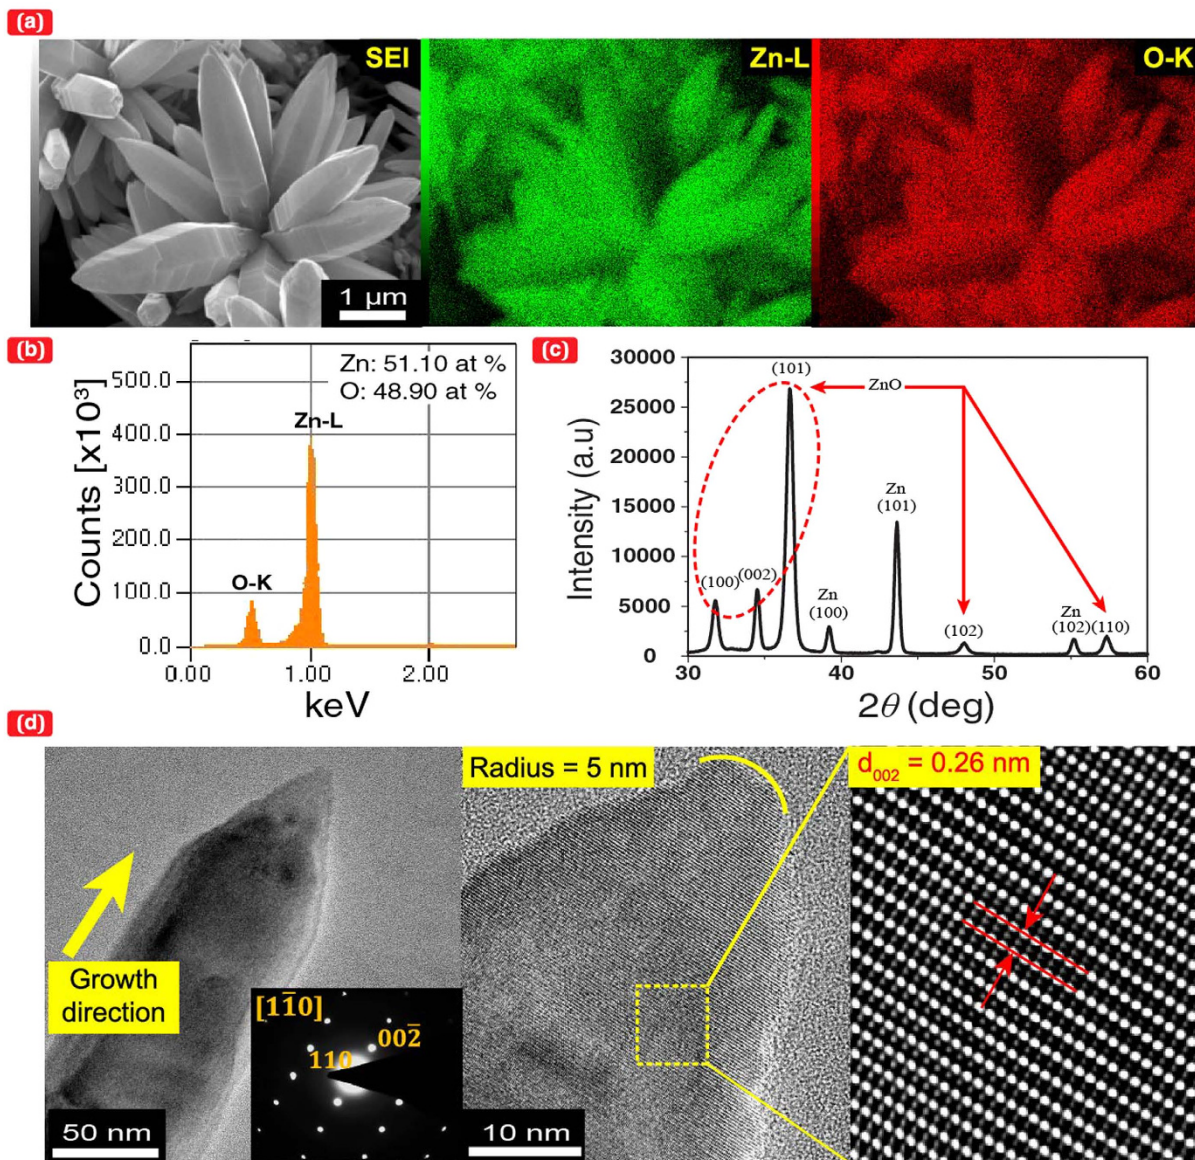 (a)
SEI
Zn-L
O-K
1 μm
(b)
Counts [x10³]
500.0
400.0
300.0
200.0
100.0
0.0
Zn: 51.10 at %
O: 48.90 at %
Zn-L
O-K
0.00 1.00 2.00
keV
(c)
Intensity (a.u)
30000
25000
20000
15000
10000
5000
0
(101)
ZnO
Zn
(101)
(100)
(002)
Zn
(100)
(102)
Zn
(102)
(110)
30 40 50 60
2θ (deg)
(d)
Growth
direction
50 nm
[11̅0]
002̅
110
Radius = 5 nm
10 nm
d₀₀₂ = 0.26 nm